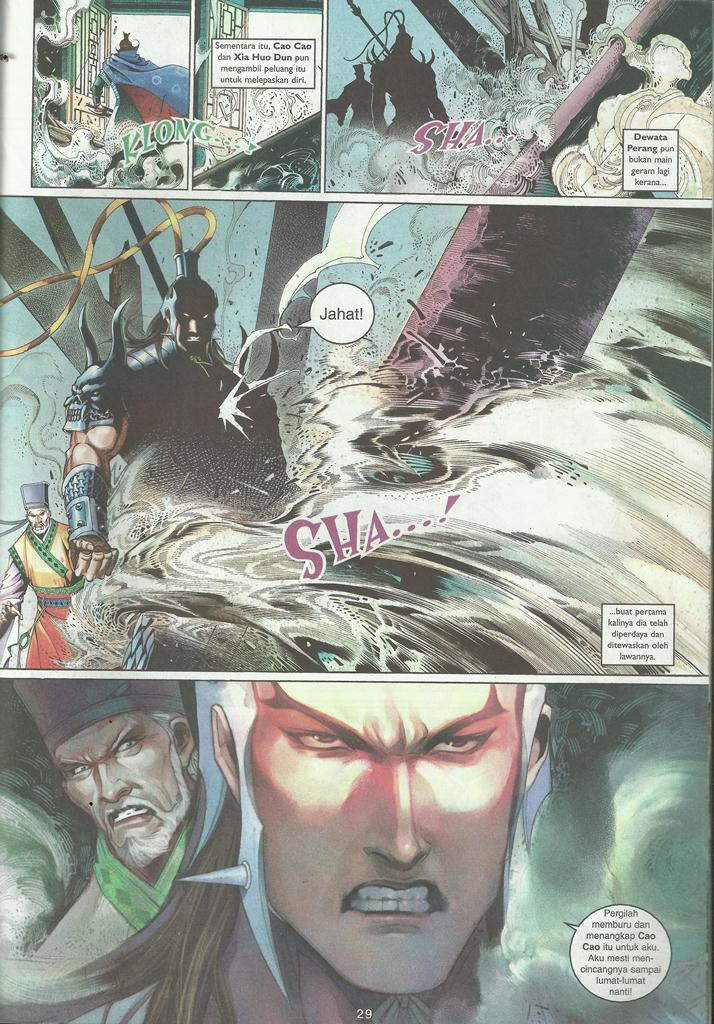 Sementara itu, Cao Cao
dan Xia Huo Dun pun
mengambil peluang itu
untuk melepaskan diri.
KLONG...
SHA...
Dewata
Perang pun
bukan main
geram lagi
kerana...
Jahat!
SHA....!
...buat pertama
kalinya dia telah
diperdaya dan
ditewaskan oleh
lawannya.
Pergilah
memburu dan
menangkap Cao
Cao itu untuk aku.
Aku mesti men-
cincangnya sampai
lumat-lumat
nanti!
29